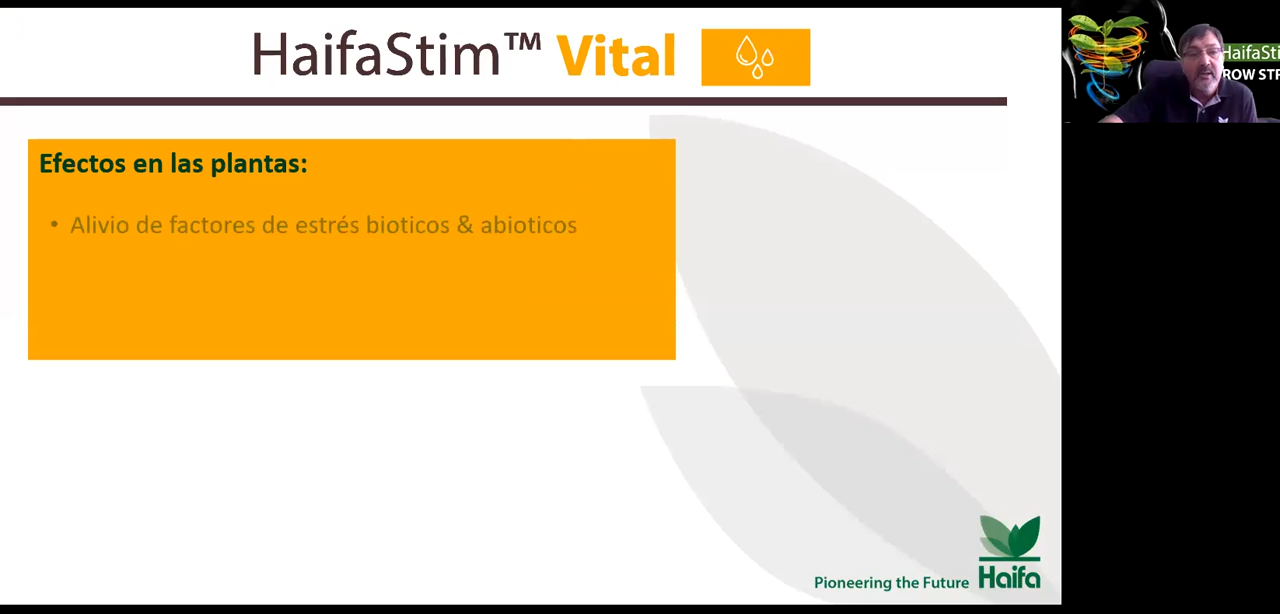 HaifaStim™ Vital
Efectos en las plantas:
• Alivio de factores de estrés bioticos & abioticos
Pioneering the Future
Haifa
HaifaSti
ROW STR